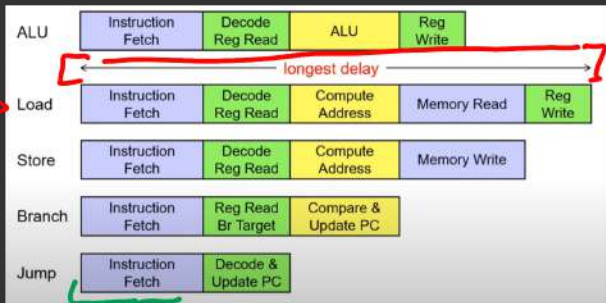 ALU Instruction Fetch Decode Reg Read ALU Reg Write
longest delay
Load Instruction Fetch Decode Reg Read Compute Address Memory Read Reg Write
Store Instruction Fetch Decode Reg Read Compute Address Memory Write
Branch Instruction Fetch Reg Read Br Target Compare & Update PC
Jump Instruction Fetch Decode & Update PC